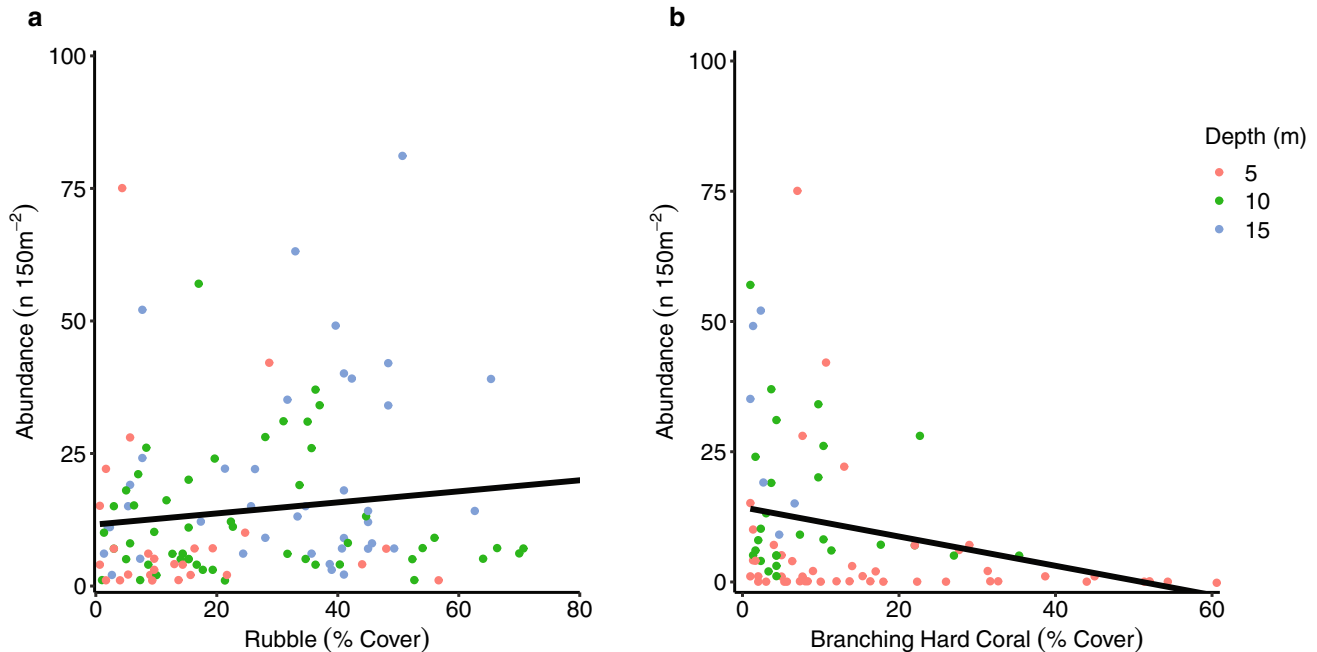 a
100
75
50
25
0
Abundance (n 150m⁻²)
0 20 40 60 80
Rubble (% Cover)
b
100
75
50
25
0
Abundance (n 150m⁻²)
0 20 40 60
Branching Hard Coral (% Cover)
Depth (m)
5
10
15